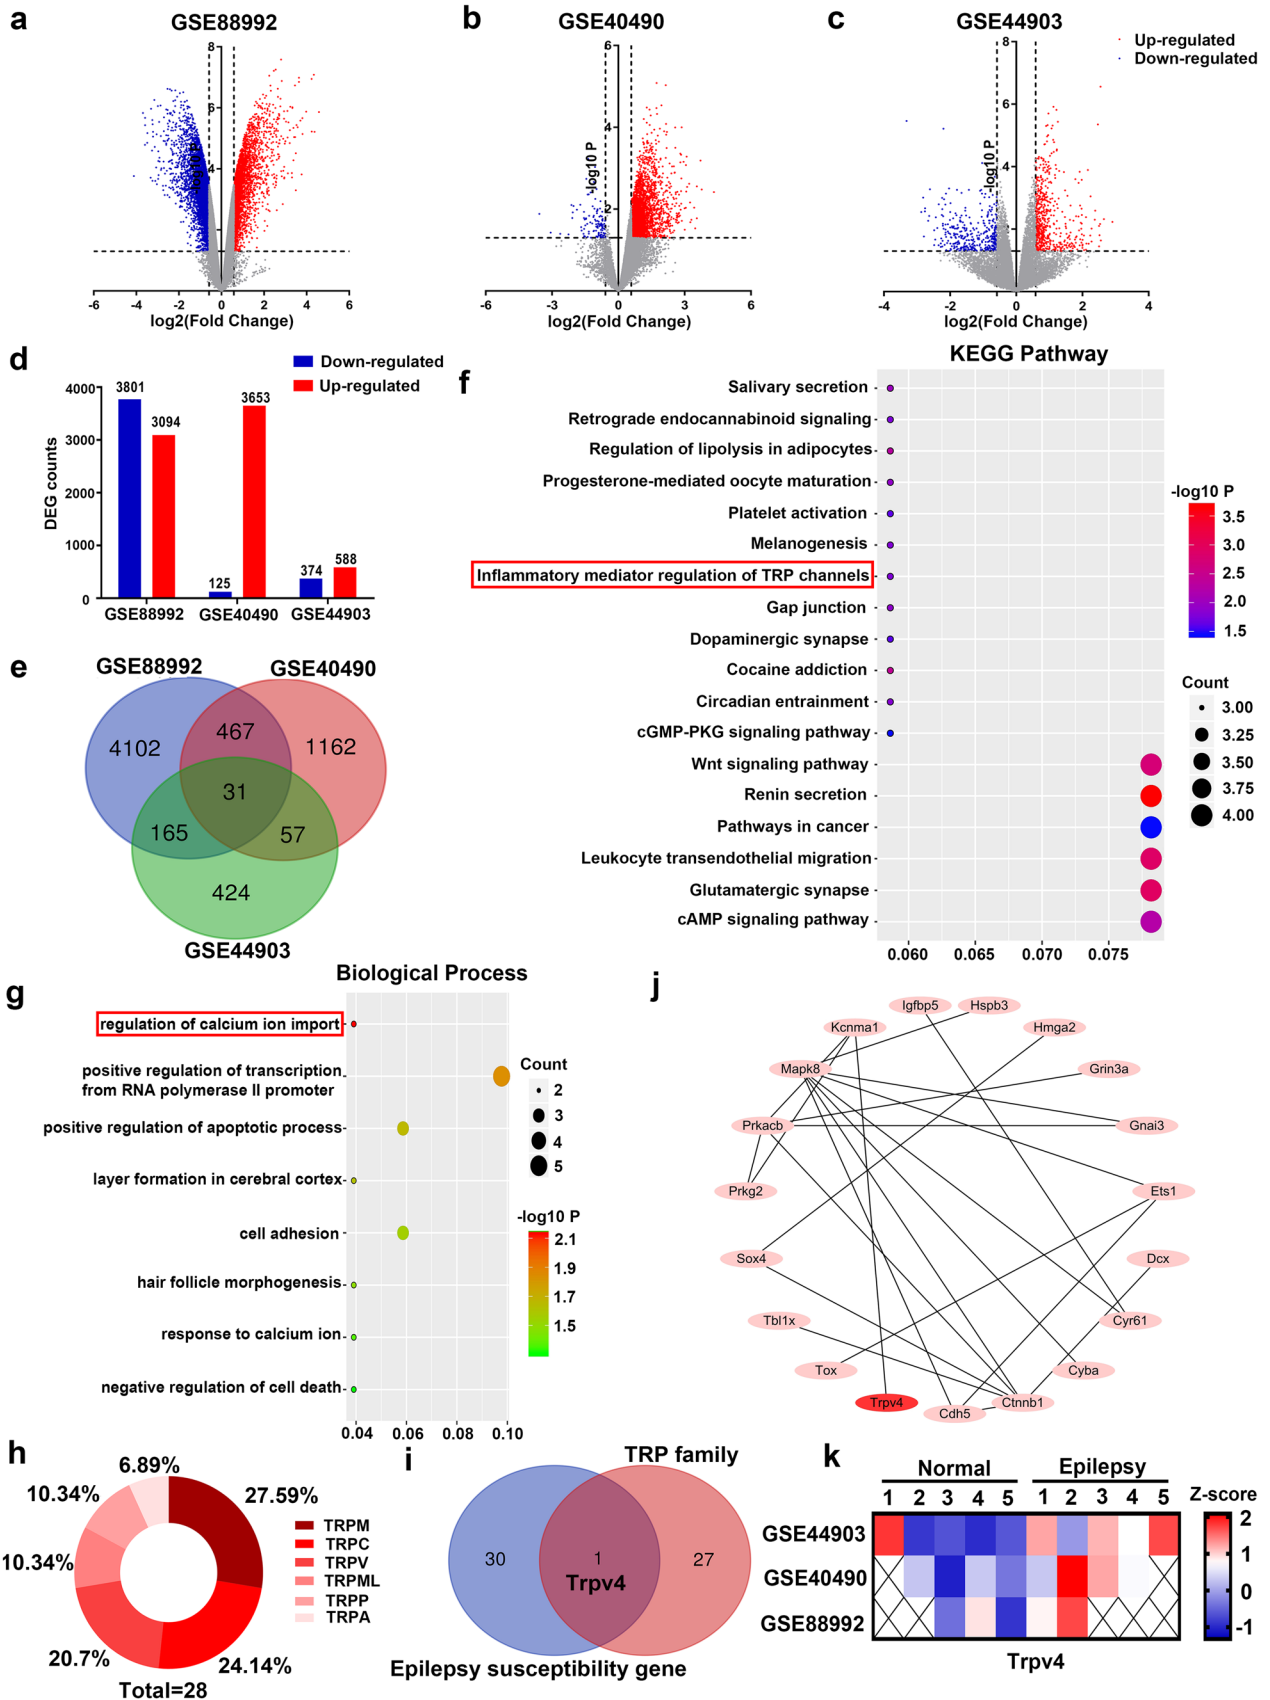 a
GSE88992
8
6
4
-log10 P
-6 -4 -2 0 2 4 6
log2(Fold Change)
b
GSE40490
6
4
2
-log10 P
-6 -3 0 3 6
log2(Fold Change)
c
GSE44903
8
6
4
2
-log10 P
-4 -2 0 2 4
log2(Fold Change)
Up-regulated
Down-regulated
d
Down-regulated
Up-regulated
DEG counts
4000
3000
2000
1000
0
3801
3094
125
3653
374
588
GSE88992 GSE40490 GSE44903
e
GSE88992
GSE40490
4102
467
1162
31
165
57
424
GSE44903
f
KEGG Pathway
Salivary secretion
Retrograde endocannabinoid signaling
Regulation of lipolysis in adipocytes
Progesterone-mediated oocyte maturation
Platelet activation
Melanogenesis
Inflammatory mediator regulation of TRP channels
Gap junction
Dopaminergic synapse
Cocaine addiction
Circadian entrainment
cGMP-PKG signaling pathway
Wnt signaling pathway
Renin secretion
Pathways in cancer
Leukocyte transendothelial migration
Glutamatergic synapse
cAMP signaling pathway
0.060 0.065 0.070 0.075
-log10 P
3.5
3.0
2.5
2.0
1.5
Count
3.00
3.25
3.50
3.75
4.00
g
Biological Process
regulation of calcium ion import
positive regulation of transcription
from RNA polymerase II promoter
positive regulation of apoptotic process
layer formation in cerebral cortex
cell adhesion
hair follicle morphogenesis
response to calcium ion
negative regulation of cell death
0.04 0.06 0.08 0.10
Count
2
3
4
5
-log10 P
2.1
1.9
1.7
1.5
j
Igfbp5
Hspb3
Kcnma1
Hmga2
Mapk8
Grin3a
Prkacb
Gnai3
Prkg2
Ets1
Sox4
Dcx
Tbl1x
Cyr61
Tox
Cyba
Trpv4
Cdh5
Ctnnb1
h
6.89%
10.34%
27.59%
10.34%
20.7%
24.14%
Total=28
TRPM
TRPC
TRPV
TRPML
TRPP
TRPA
i
TRP family
30
1
27
Trpv4
Epilepsy susceptibility gene
k
Normal
Epilepsy
1 2 3 4 5 1 2 3 4 5
GSE44903
GSE40490
GSE88992
Trpv4
Z-score
2
1
0
-1